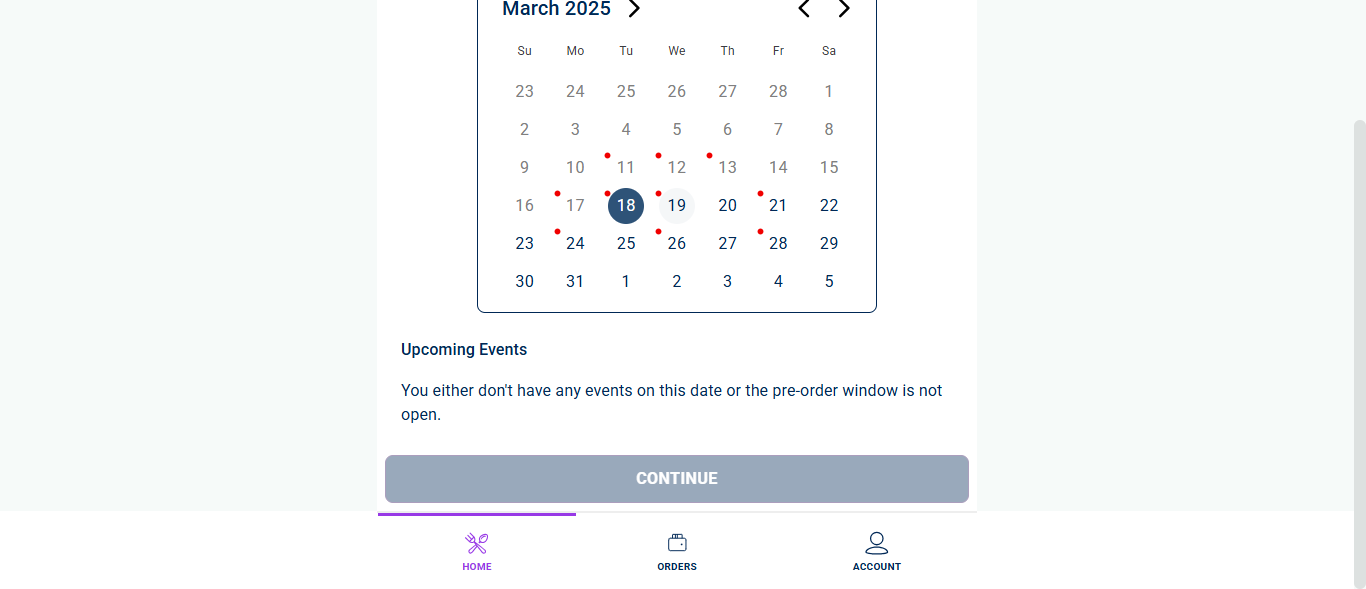 March 2025
Su Mo Tu We Th Fr Sa
23 24 25 26 27 28 1
2 3 4 5 6 7 8
9 10 11 12 13 14 15
16 17 18 19 20 21 22
23 24 25 26 27 28 29
30 31 1 2 3 4 5
Upcoming Events
You either don't have any events on this date or the pre-order window is not
open.
CONTINUE
HOME ORDERS ACCOUNT